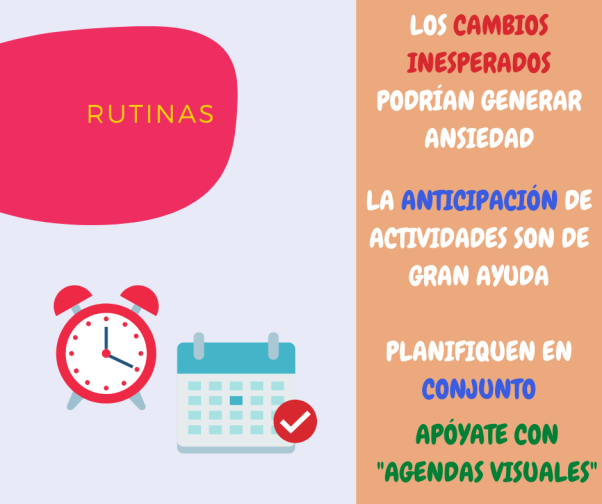 RUTINAS
LOS CAMBIOS
INESPERADOS
PODRÍAN GENERAR
ANSIEDAD
LA ANTICIPACIÓN DE
ACTIVIDADES SON DE
GRAN AYUDA
PLANIFIQUEN EN
CONJUNTO
APÓYATE CON
"AGENDAS VISUALES"